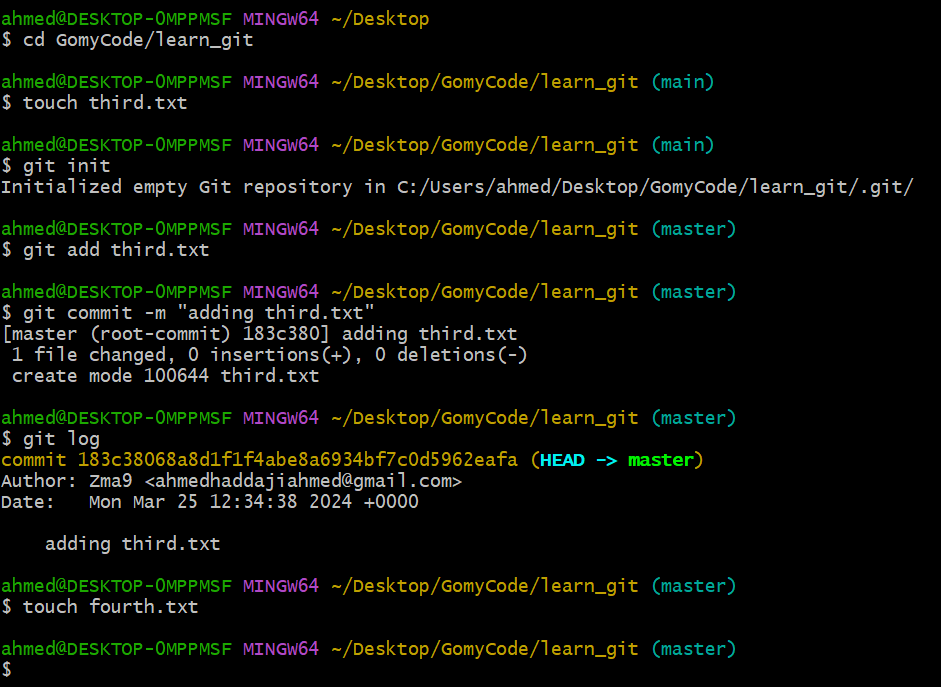 ahmed@DESKTOP-0MPPMSF MINGW64 ~/Desktop
$ cd GomyCode/learn_git
ahmed@DESKTOP-0MPPMSF MINGW64 ~/Desktop/GomyCode/learn_git (main)
$ touch third.txt
ahmed@DESKTOP-0MPPMSF MINGW64 ~/Desktop/GomyCode/learn_git (main)
$ git init
Initialized empty Git repository in C:/Users/ahmed/Desktop/GomyCode/learn_git/.git/
ahmed@DESKTOP-0MPPMSF MINGW64 ~/Desktop/GomyCode/learn_git (master)
$ git add third.txt
ahmed@DESKTOP-0MPPMSF MINGW64 ~/Desktop/GomyCode/learn_git (master)
$ git commit -m "adding third.txt"
[master (root-commit) 183c380] adding third.txt
 1 file changed, 0 insertions(+), 0 deletions(-)
 create mode 100644 third.txt
ahmed@DESKTOP-0MPPMSF MINGW64 ~/Desktop/GomyCode/learn_git (master)
$ git log
commit 183c38068a8d1f1f4abe8a6934bf7c0d5962eafa (HEAD -> master)
Author: Zma9 <ahmedhaddajiahmed@gmail.com>
Date:   Mon Mar 25 12:34:38 2024 +0000
    adding third.txt
ahmed@DESKTOP-0MPPMSF MINGW64 ~/Desktop/GomyCode/learn_git (master)
$ touch fourth.txt
ahmed@DESKTOP-0MPPMSF MINGW64 ~/Desktop/GomyCode/learn_git (master)
$